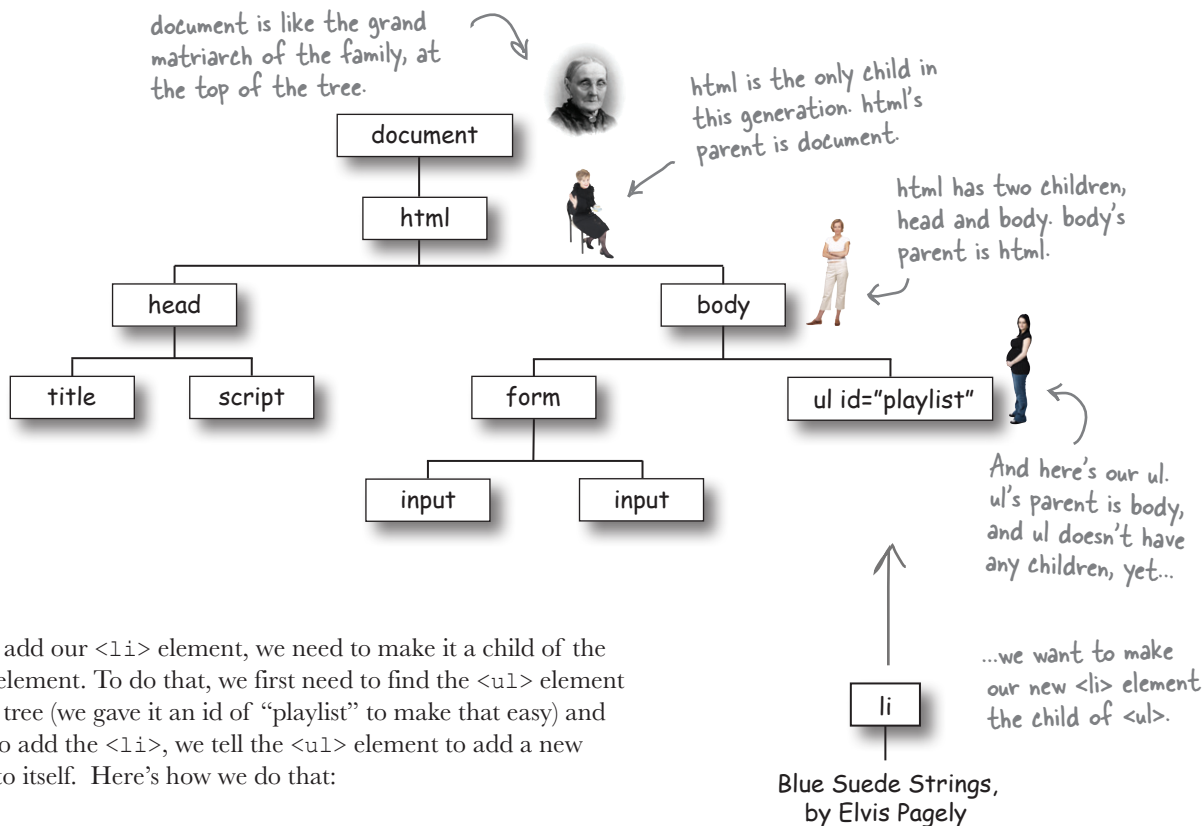 document is like the grand
matriarch of the family, at
the top of the tree.
html is the only child in
this generation. html's
parent is document.
document
html
html has two children,
head and body. body's
parent is html.
head
body
title
script
form
ul id=”playlist”
input
input
And here's our ul.
ul's parent is body,
and ul doesn't have
any children, yet...
add our <li> element, we need to make it a child of the
element. To do that, we first need to find the <ul> element
tree (we gave it an id of “playlist” to make that easy) and
o add the <li>, we tell the <ul> element to add a new
to itself. Here’s how we do that:
...we want to make
our new <li> element
the child of <ul>.
li
Blue Suede Strings,
by Elvis Pagely